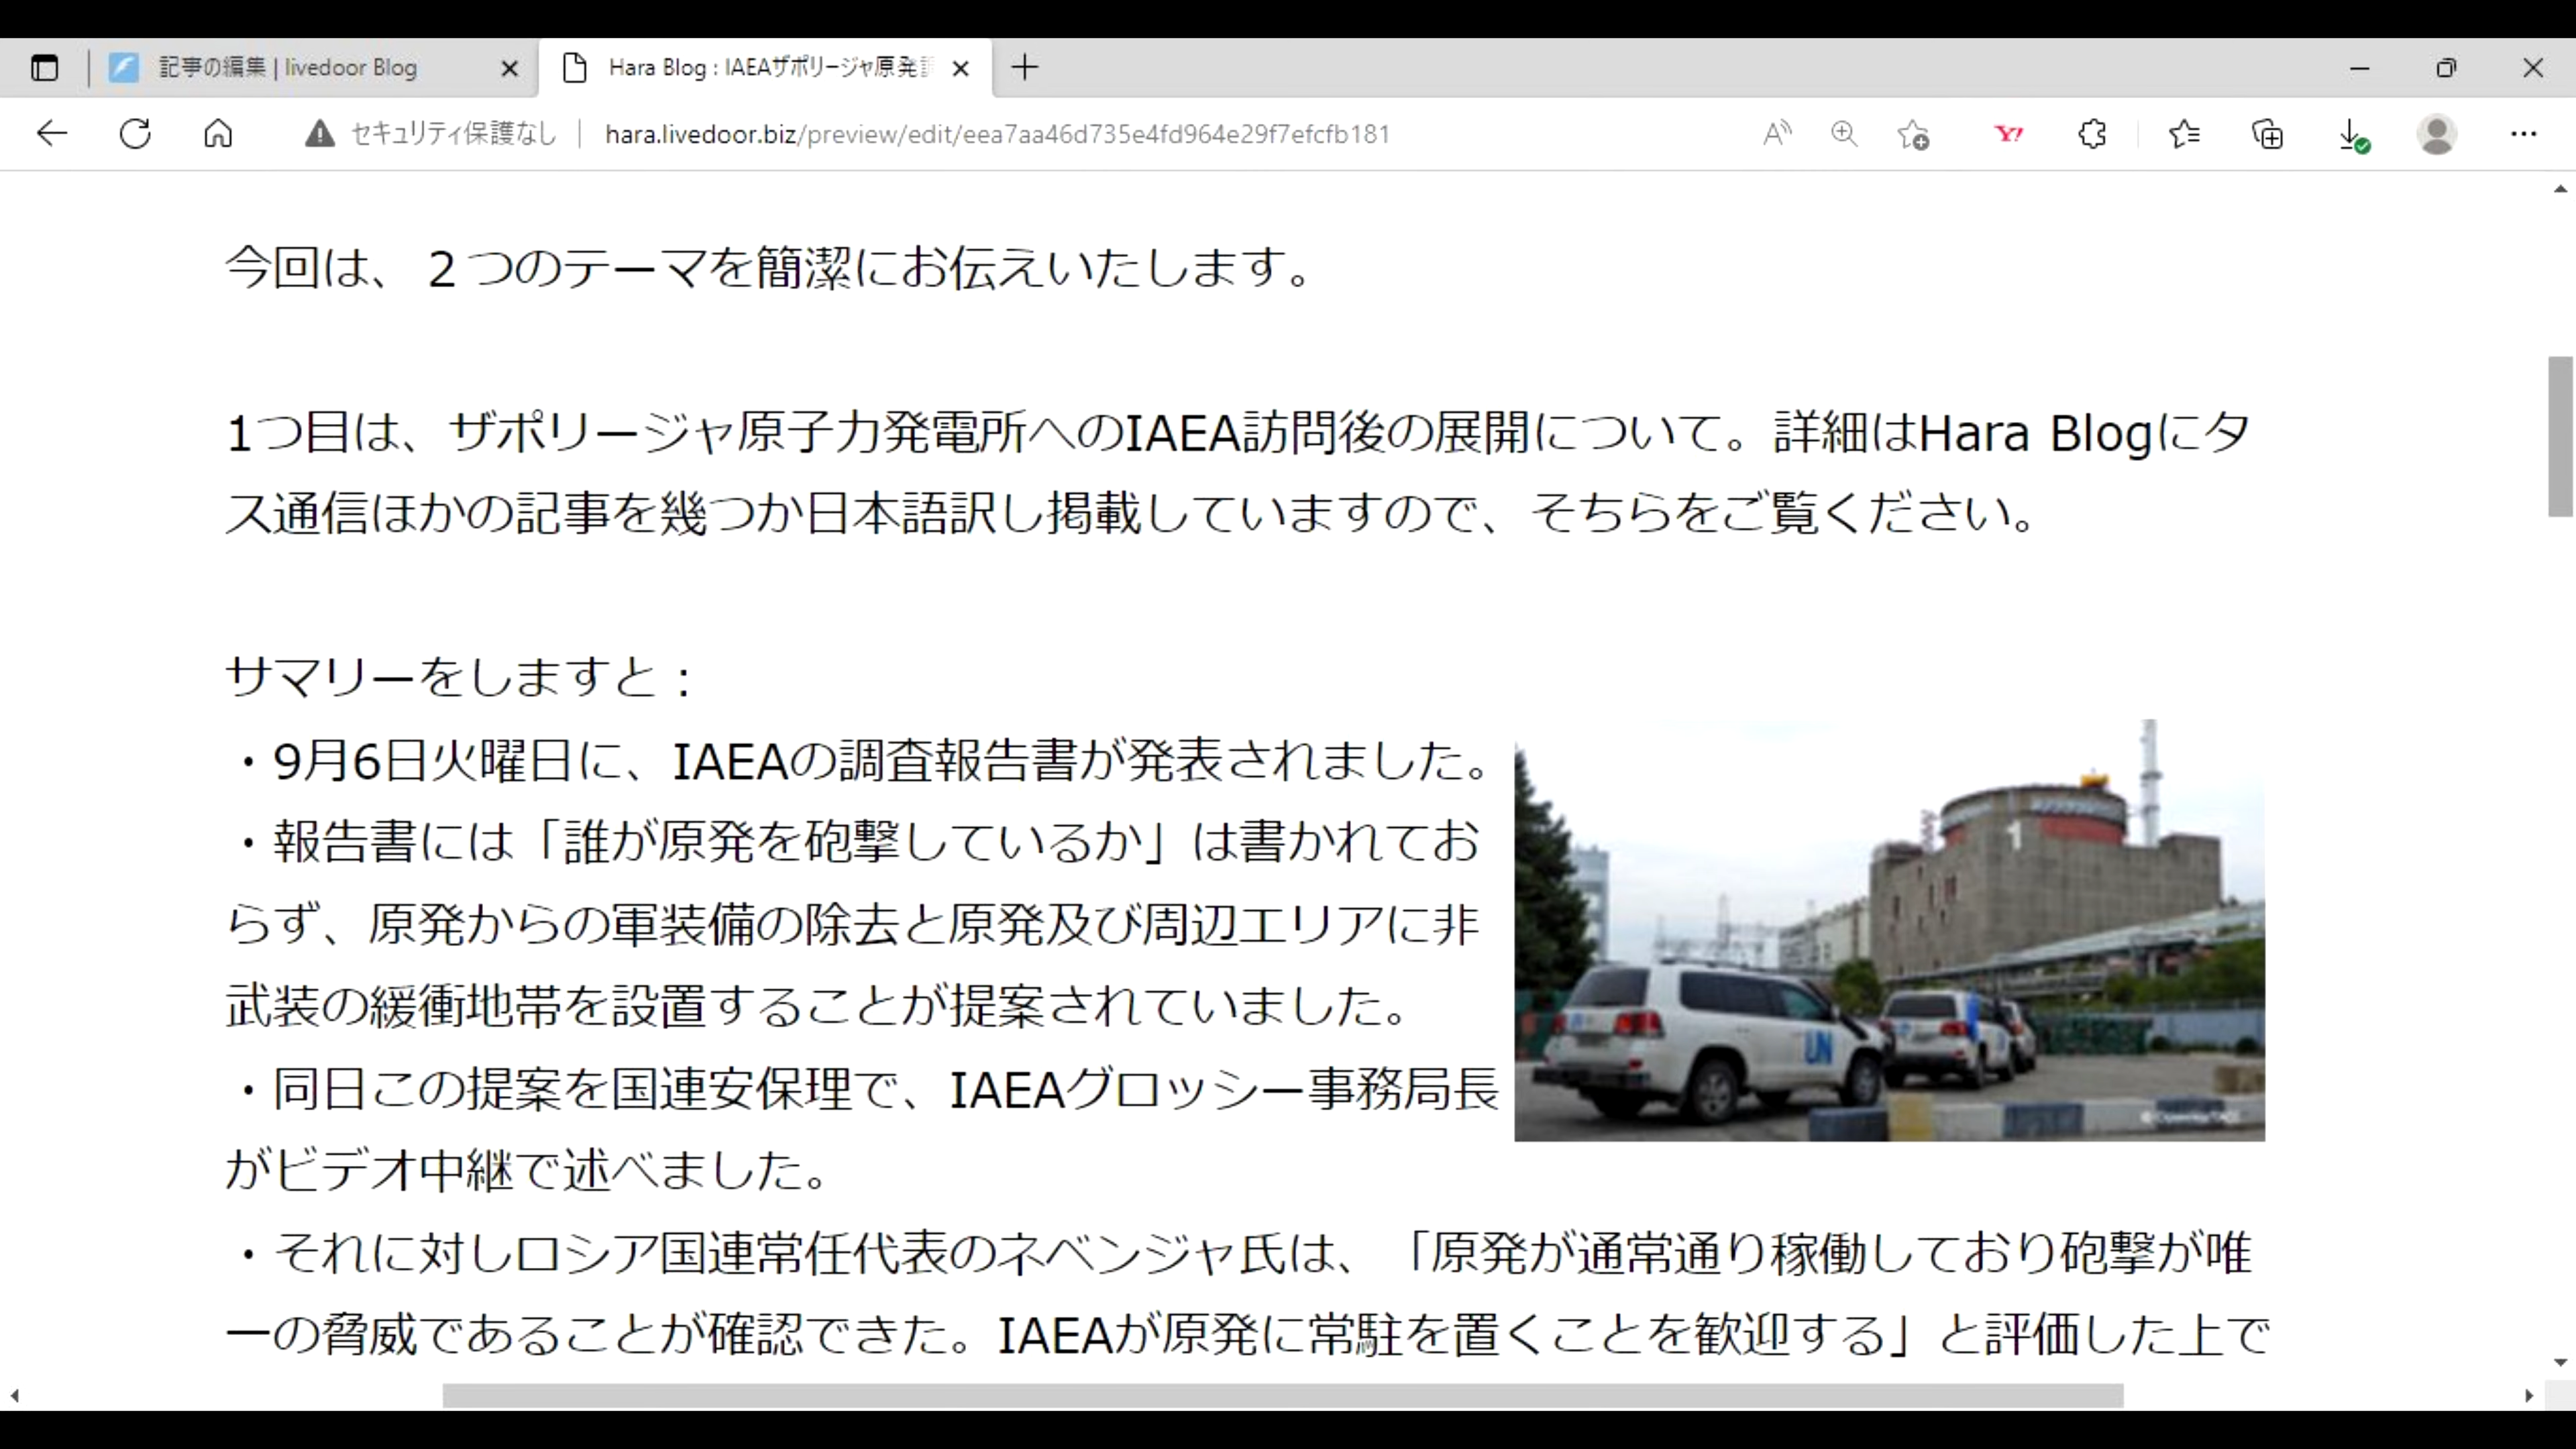 記事の編集 | livedoor Blog
Hara Blog : IAEAザポリージャ原発
セキュリティ保護なし
hara.livedoor.biz/preview/edit/eea7aa46d735e4fd964e29f7efcfb181
今回は、２つのテーマを簡潔にお伝えいたします。
1つ目は、ザポリージャ原子力発電所へのIAEA訪問後の展開について。詳細はHara Blogにタ
ス通信ほかの記事を幾つか日本語訳し掲載していますので、そちらをご覧ください。
サマリーをしますと：
・9月6日火曜日に、IAEAの調査報告書が発表されました。
・報告書には「誰が原発を砲撃しているか」は書かれてお
らず、原発からの軍装備の除去と原発及び周辺エリアに非
武装の緩衝地帯を設置することが提案されていました。
・同日この提案を国連安保理で、IAEAグロッシー事務局長
がビデオ中継で述べました。
・それに対しロシア国連常任代表のネベンジャ氏は、「原発が通常通り稼働しており砲撃が唯
一の脅威であることが確認できた。IAEAが原発に常駐を置くことを歓迎する」と評価した上で
1
UN